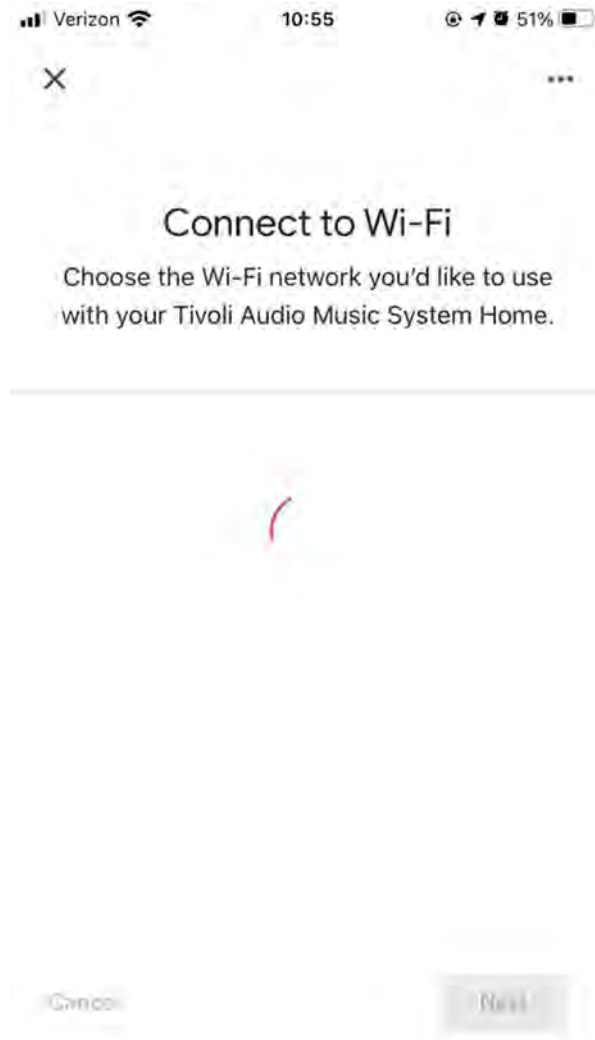 Verizon 10:55 51%
Connect to Wi-Fi
Choose the Wi-Fi network you'd like to use
with your Tivoli Audio Music System Home.
Cancel Next